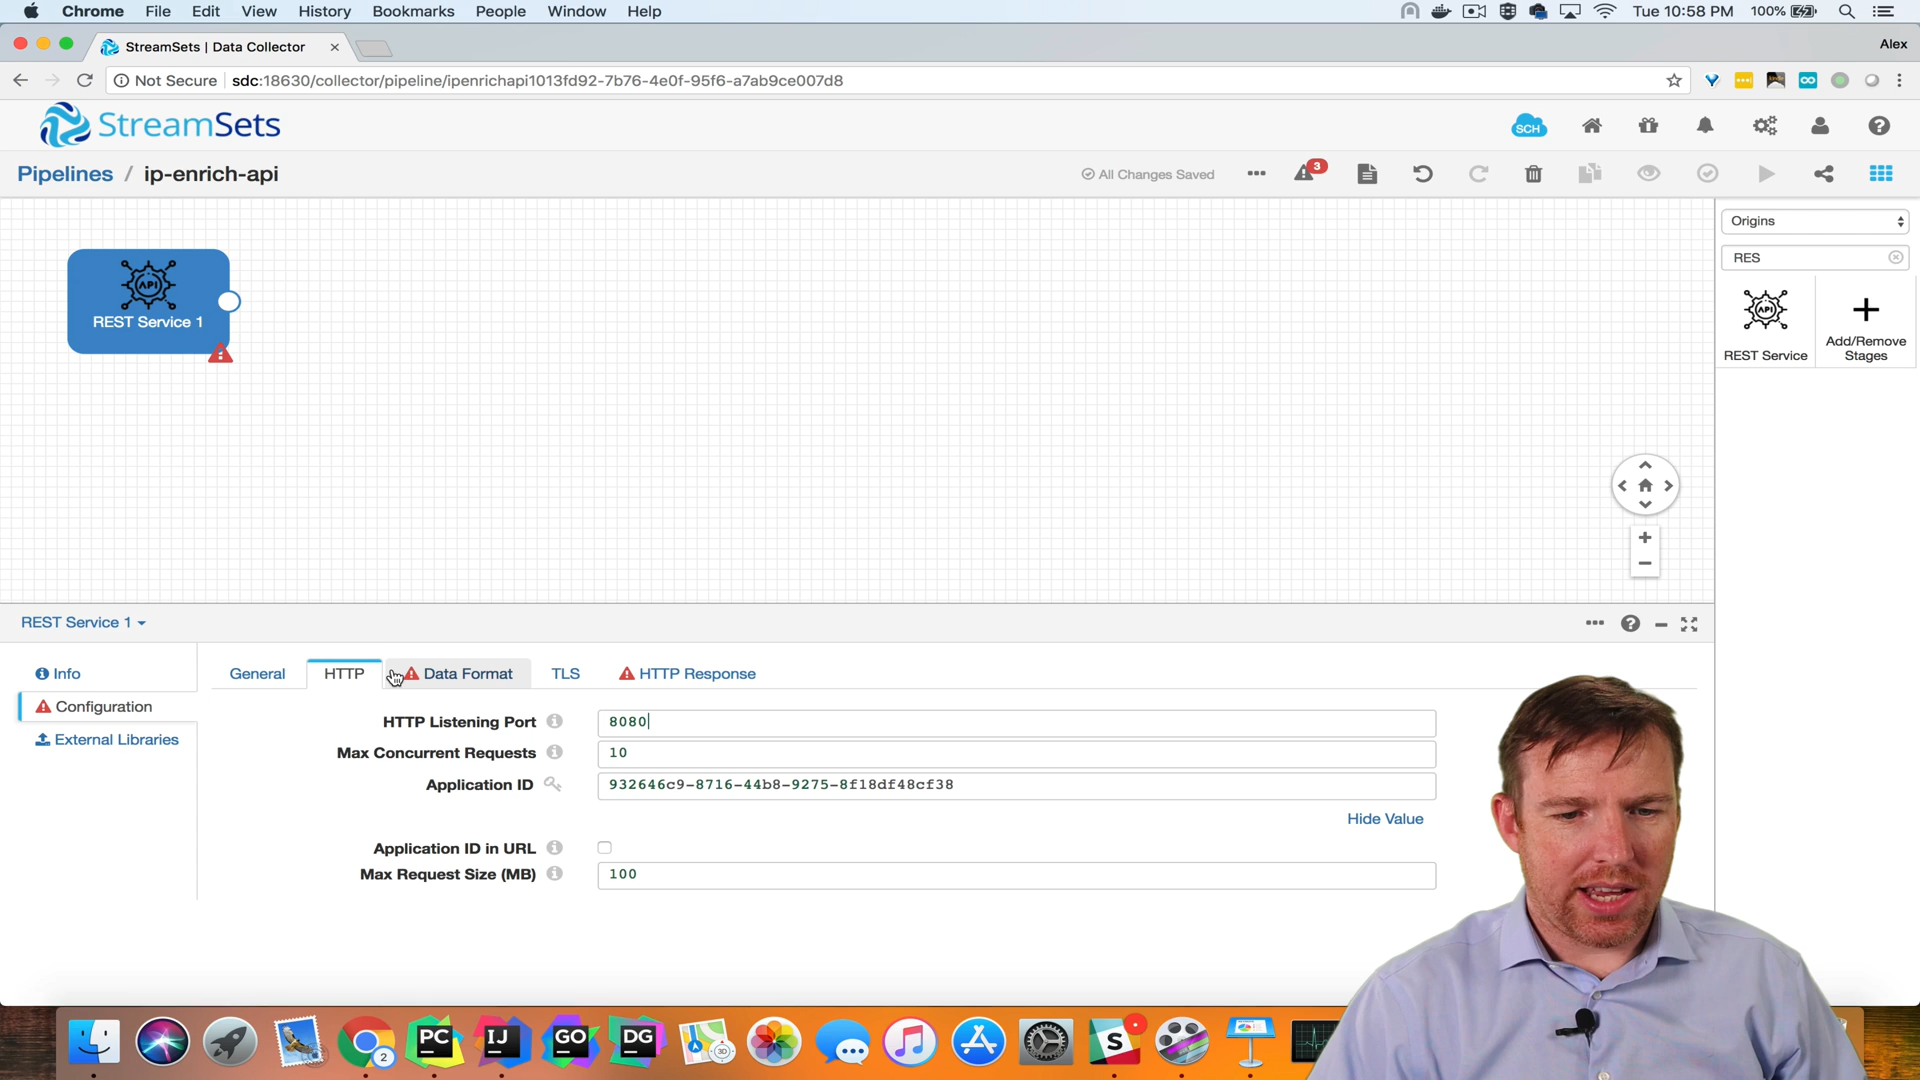 Chrome File Edit View History Bookmarks People Window Help
Tue 10:58 PM 100%
StreamSets | Data Collector
Alex
Not Secure sdc:18630/collector/pipeline/ipenrichapi1013fd92-7b76-4e0f-95f6-a7ab9ce007d8
StreamSets
SCH
Pipelines / ip-enrich-api
All Changes Saved
3
Origins
RES
API
REST Service 1
API
REST Service
Add/Remove
Stages
REST Service 1
Info
Configuration
External Libraries
General HTTP Data Format TLS HTTP Response
HTTP Listening Port 8080
Max Concurrent Requests 10
Application ID 932646c9-8716-44b8-9275-8f18df48cf38
Hide Value
Application ID in URL
Max Request Size (MB) 100
2
PC
IJ
GO
DG
3D
S